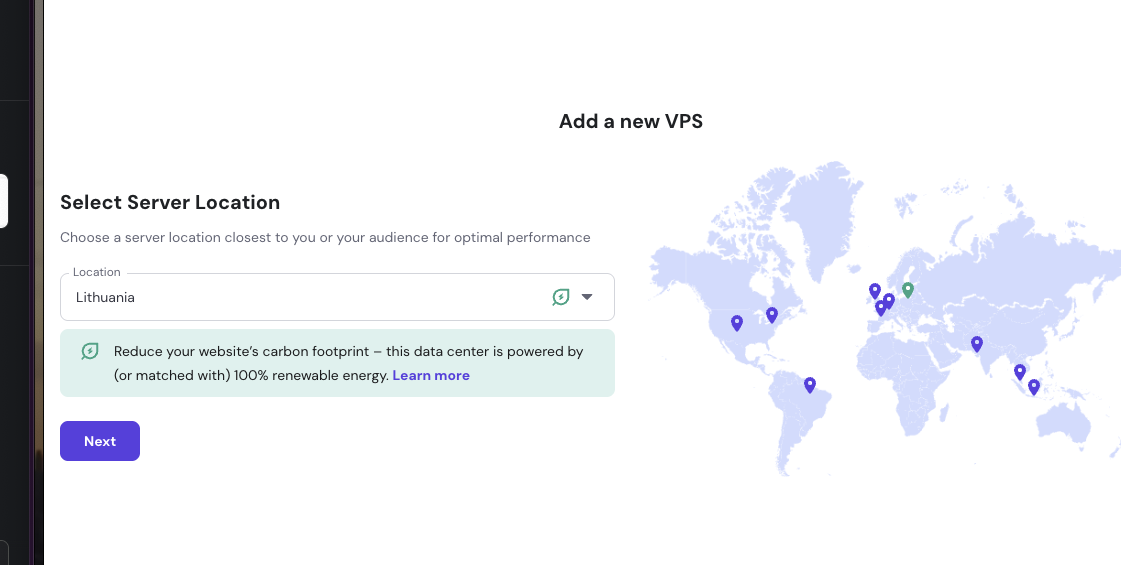 Add a new VPS
Select Server Location
Choose a server location closest to you or your audience for optimal performance
Location
Lithuania
Reduce your website’s carbon footprint – this data center is powered by
(or matched with) 100% renewable energy. Learn more
Next